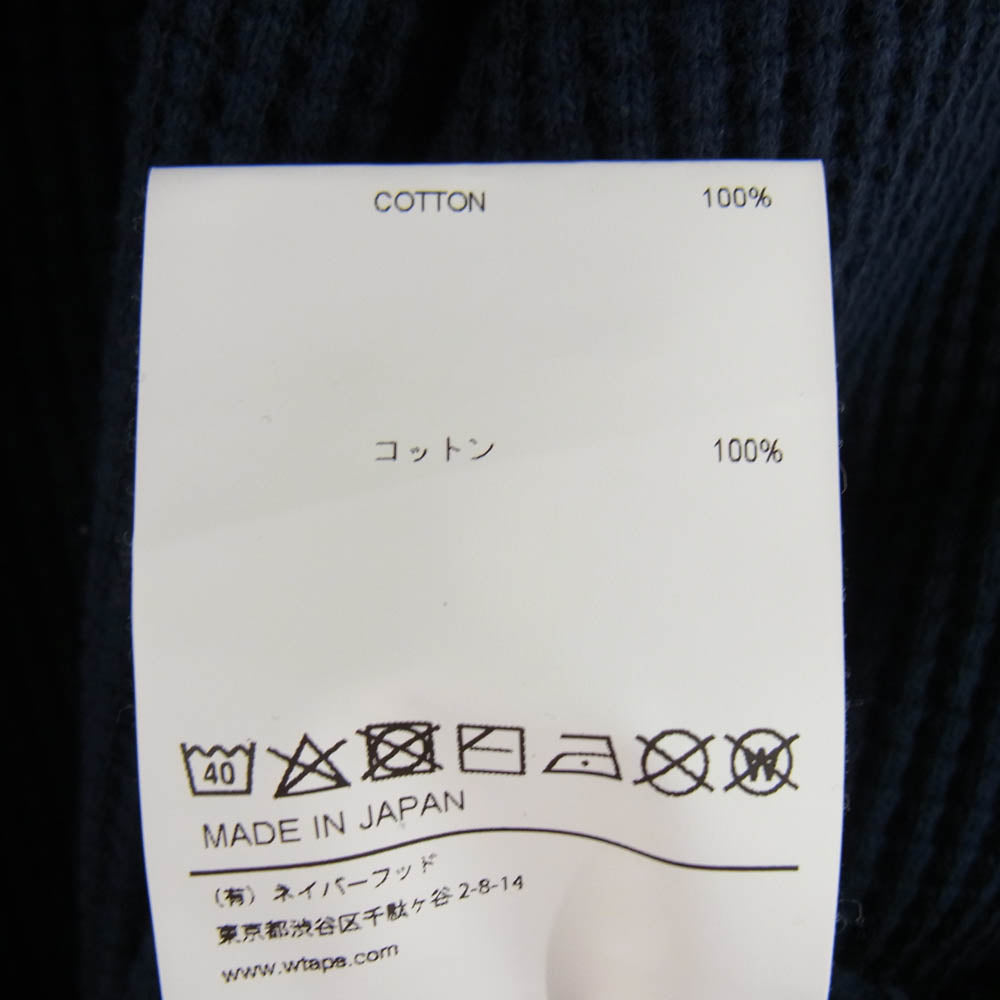 COTTON 100%
コットン 100%
40 W
MADE IN JAPAN
(有) ネイバーフッド
東京都渋谷区千駄ヶ谷 2-8-14
www.wtaps.com